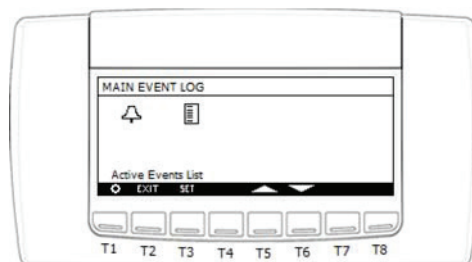 MAIN EVENT LOG
Active Events List
EXIT SET
T1 T2 T3 T4 T5 T6 T7 T8